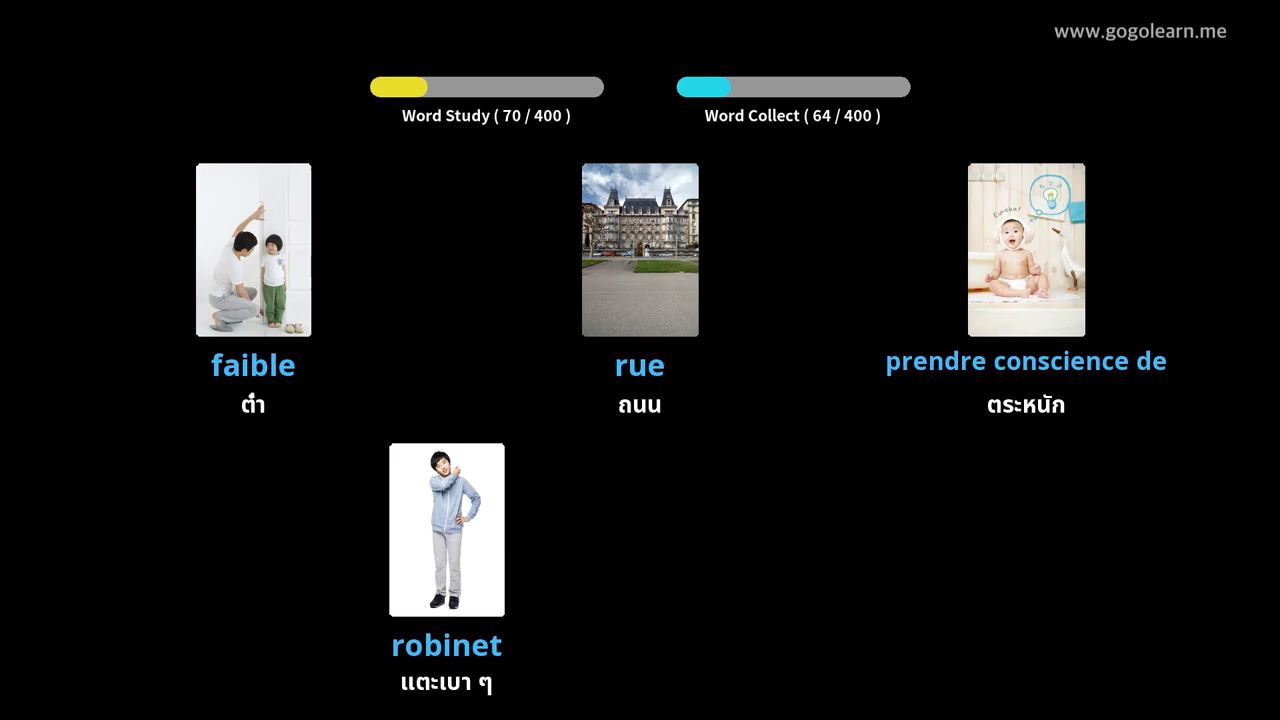 www.gogolearn.me
Word Study ( 70 / 400 )
Word Collect ( 64 / 400 )
Eureka!
faible
rue
prendre conscience de
ต่ำ
ถนน
ตระหนัก
robinet
แตะเบา ๆ